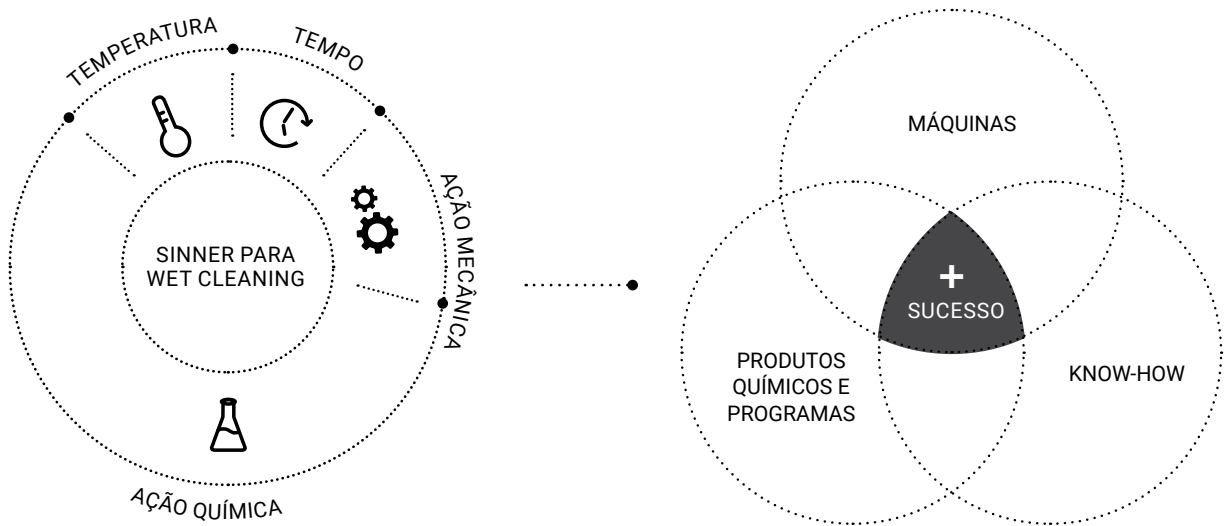 TEMPERATURA
TEMPO
AÇÃO MECÂNICA
SINNER PARA
WET CLEANING
AÇÃO QUÍMICA
MÁQUINAS
+
SUCESSO
PRODUTOS
QUÍMICOS E
PROGRAMAS
KNOW-HOW